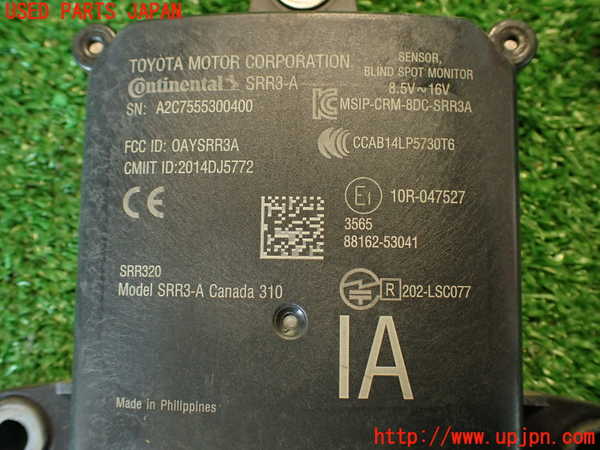 USED PARTS JAPAN
TOYOTA MOTOR CORPORATION
SENSOR,
BLIND SPOT MONITOR
8.5V~16V
Continental SRR3-A
SN: A2C7555300400
MSIP-CRM-8DC-SRR3A
FCC ID: OAYSRR3A
CCC CCAB14LP5730T6
CMIIT ID:2014DJ5772
CE
E1 10R-047527
3565
88162-53041
SRR320
Model SRR3-A Canada 310
R 202-LSC077
IA
Made in Philippines
http://www.upjpn.com